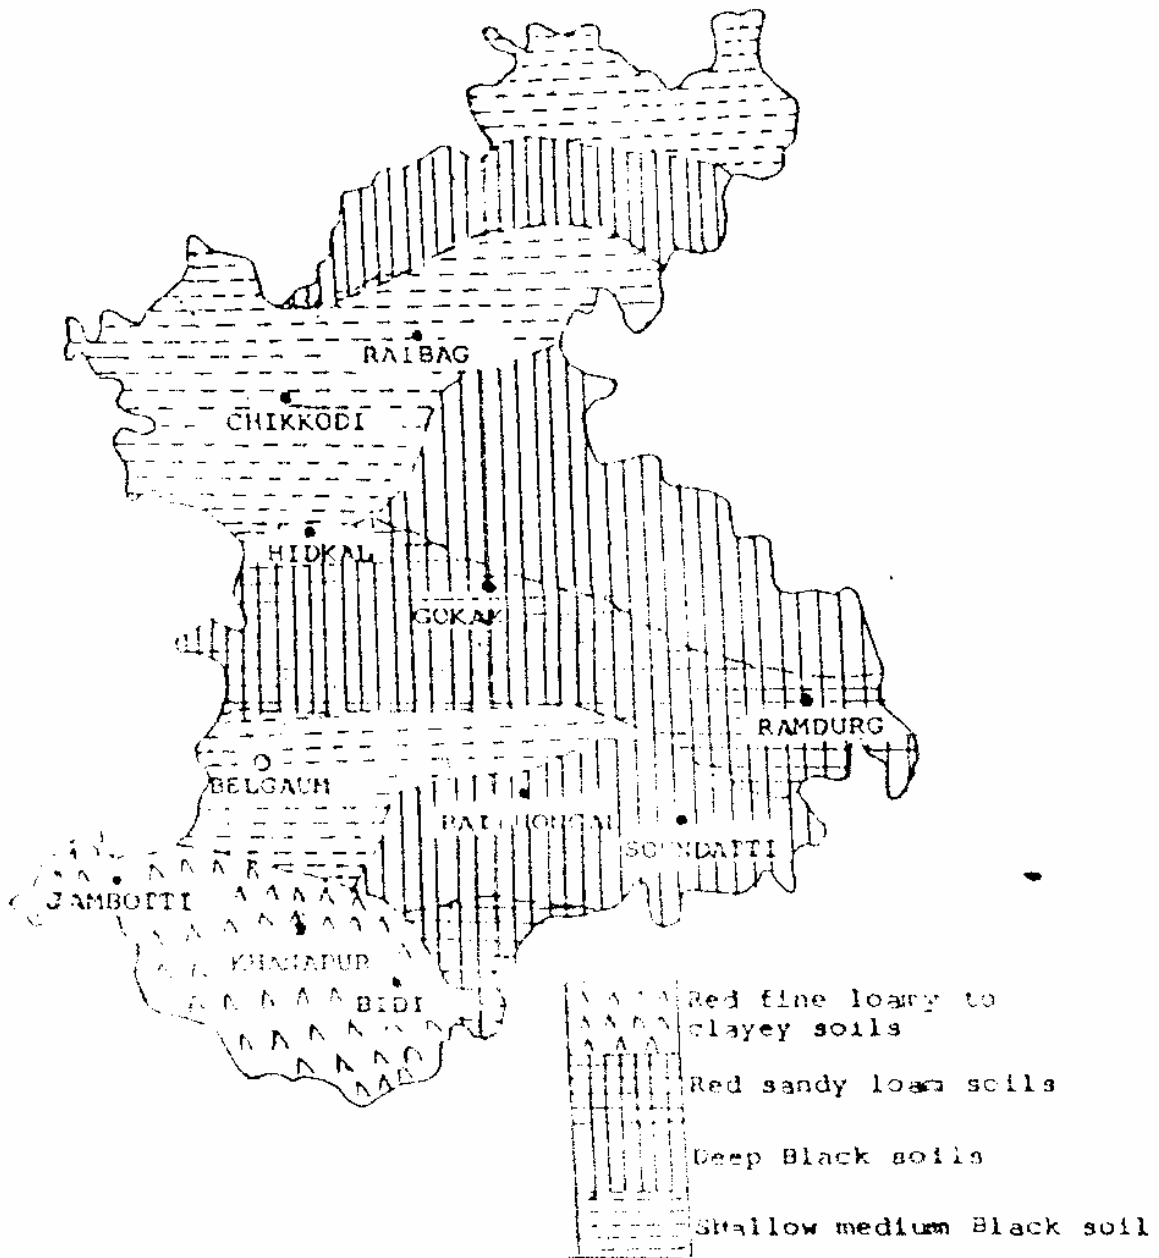 RAIBAG
CHIKKODI
HIDKAL
GOKAK
RAMDURG
BELGAUM
SOUNDATTI
JAMBOTTI
KHANAPUR
BIDI
Red fine loamy to
clayey soils
Red sandy loam soils
Deep Black soils
Shallow medium Black soil